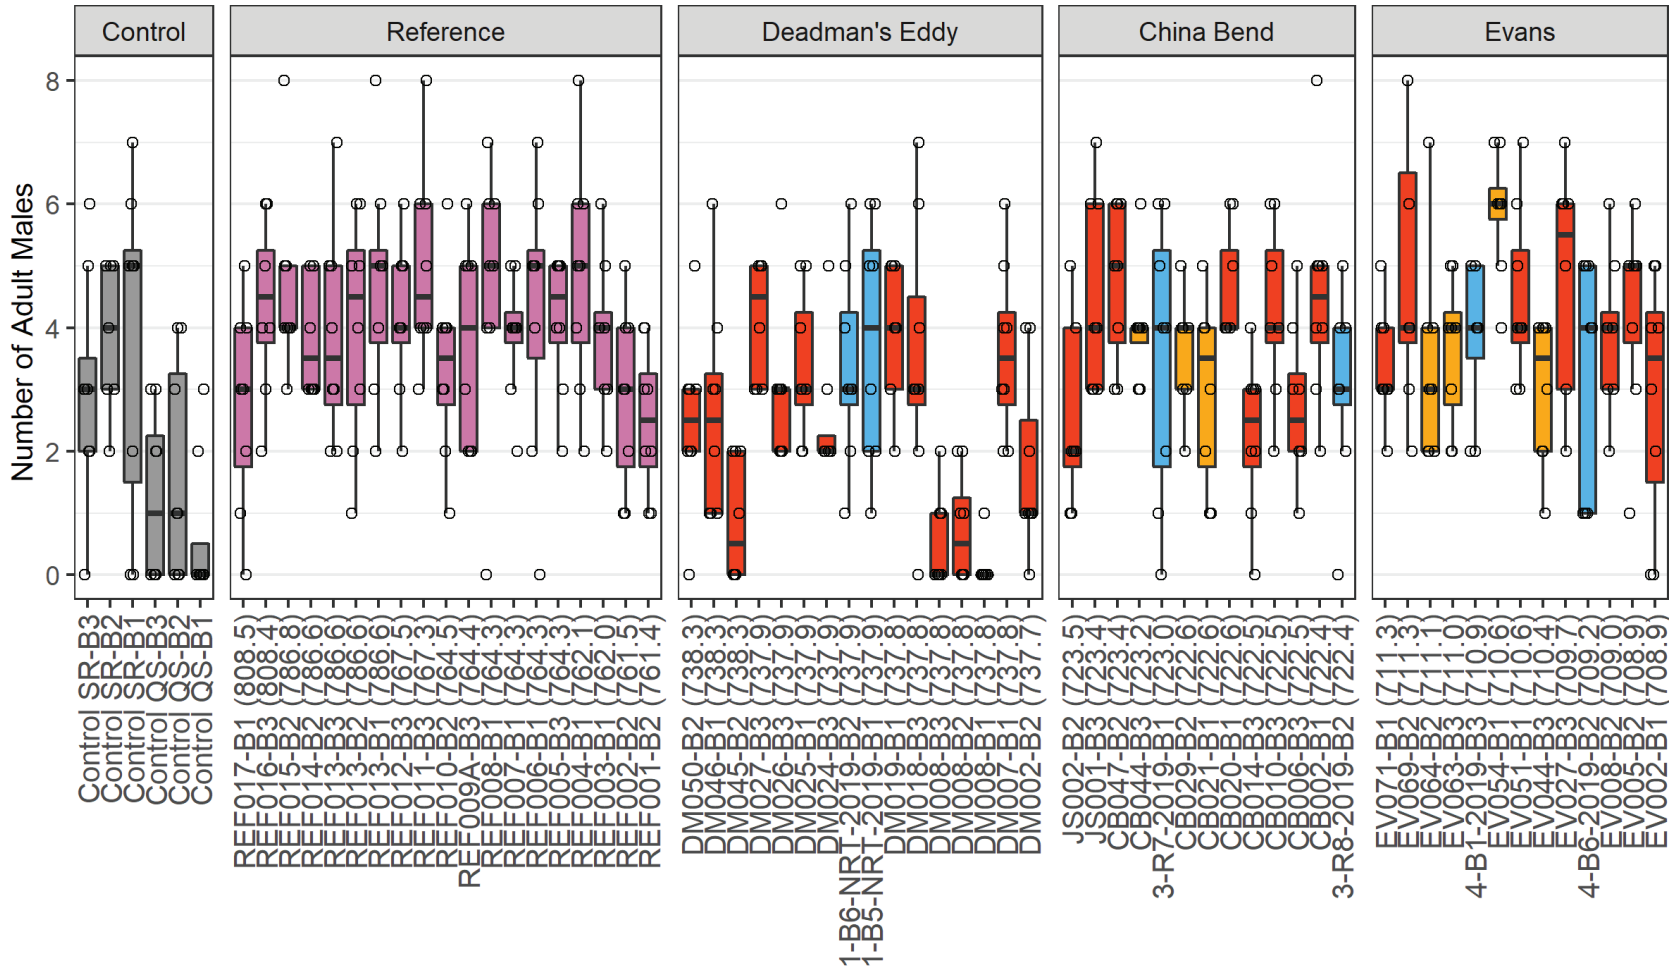 Control
Reference
Deadman's Eddy
China Bend
Evans
Number of Adult Males
8
6
4
2
0
Control SR-B3
Control SR-B2
Control SR-B1
Control QS-B3
Control QS-B2
Control QS-B1
REF017-B1 (808.5)
REF016-B3 (808.4)
REF015-B2 (786.8)
REF014-B2 (786.6)
REF013-B3 (786.6)
REF013-B2 (786.6)
REF013-B1 (786.6)
REF012-B3 (767.5)
REF011-B3 (767.3)
REF010-B2 (764.5)
REF009A-B3 (764.4)
REF008-B1 (764.3)
REF007-B1 (764.3)
REF006-B1 (764.3)
REF005-B3 (764.3)
REF004-B2 (762.1)
REF003-B1 (762.0)
REF002-B2 (761.5)
REF001-B2 (761.4)
DM050-B2 (738.3)
DM046-B1 (738.3)
DM045-B2 (738.3)
DM027-B3 (737.9)
DM026-B3 (737.9)
DM025-B1 (737.9)
DM024-B3 (737.9)
1-B6-NRT-2019-B2 (737.9)
1-B5-NRT-2019-B1 (737.9)
DM019-B1 (737.8)
DM018-B3 (737.8)
DM008-B3 (737.8)
DM008-B2 (737.8)
DM008-B1 (737.8)
DM007-B1 (737.8)
DM002-B2 (737.7)
JS002-B2 (723.5)
JS001-B3 (723.4)
CB047-B2 (723.4)
CB044-B3 (723.2)
3-R7-2019-B1 (723.0)
CB029-B2 (722.6)
CB021-B1 (722.6)
CB020-B1 (722.6)
CB014-B3 (722.5)
CB010-B3 (722.5)
CB006-B3 (722.5)
CB002-B1 (722.4)
3-R8-2019-B2 (722.4)
EV071-B1 (711.3)
EV069-B2 (711.3)
EV064-B2 (711.1)
EV063-B3 (711.0)
4-B1-2019-B3 (710.9)
EV054-B1 (710.6)
EV051-B1 (710.6)
EV044-B3 (710.4)
EV027-B3 (709.7)
4-B6-2019-B2 (709.2)
EV008-B2 (709.0)
EV005-B2 (708.9)
EV002-B1 (708.9)